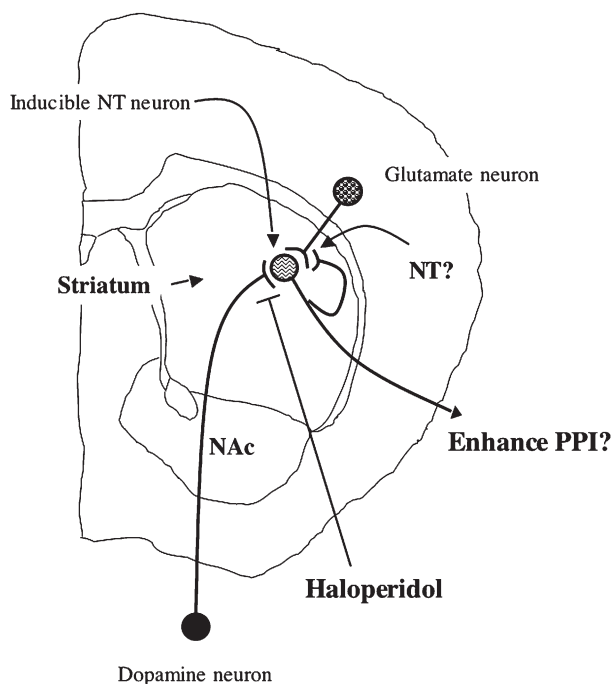 Inducible NT neuron
Glutamate neuron
NT?
Striatum
Enhance PPI?
NAc
Haloperidol
Dopamine neuron